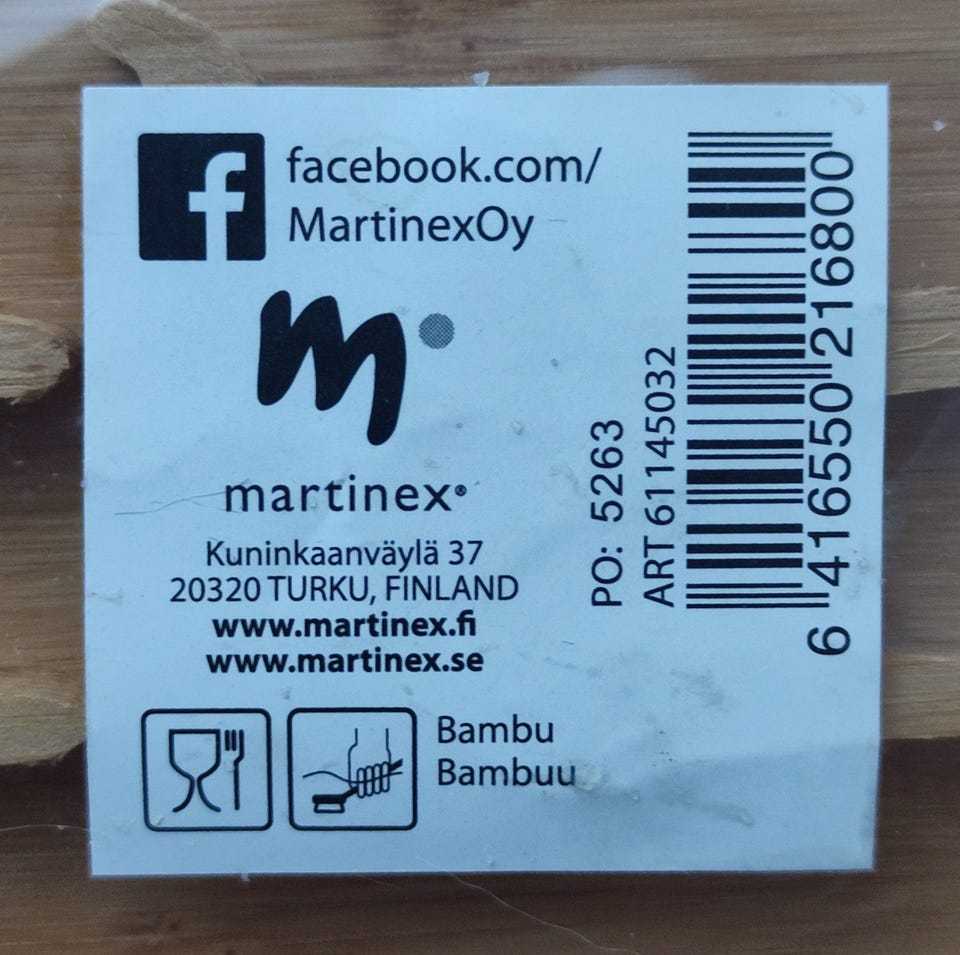 facebook.com/
MartinexOy
martinex®
Kuninkaanväylä 37
20320 TURKU, FINLAND
www.martinex.fi
www.martinex.se
Bambu
Bambuu
PO: 5263
ART 61145032
6 416550 216800